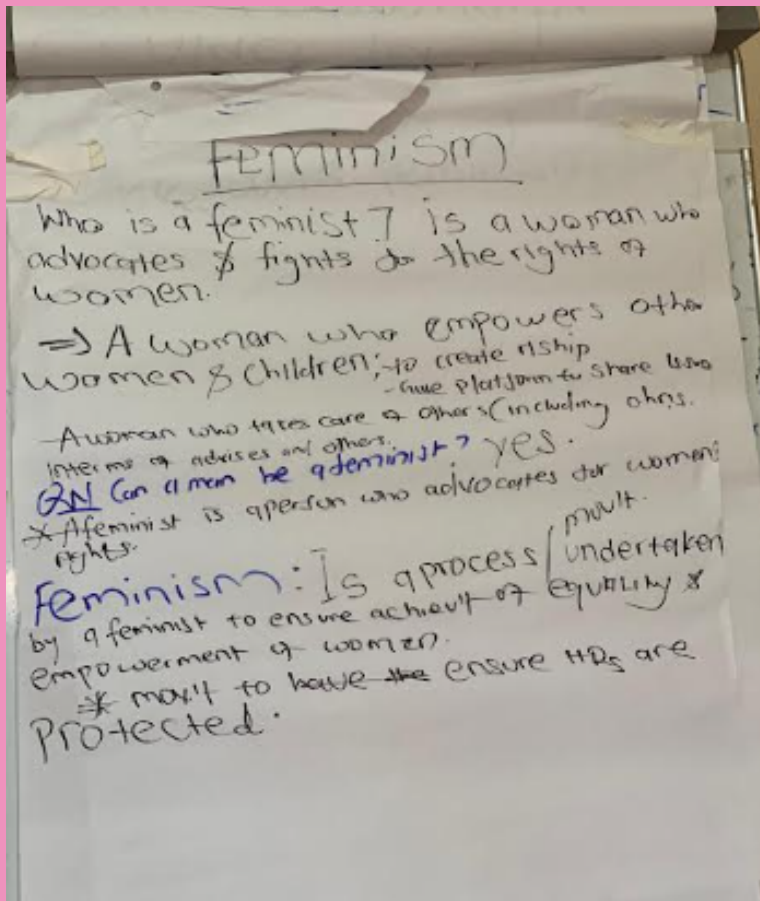 Feminism
Who is a feminist? is a woman who
advocates & fights for the rights of
women.
⇒ A woman who empowers other
women & children; - to create r/ship
- Give platform to share
- A woman who takes care of others (including
interms of advises and others.
QN Can a man be a feminist? yes.
* A feminist is a person who advocates for women
rights.
mov't.
Feminism: Is a process / undertaken
by a feminist to ensure achiev't of equality &
empowerment of women.
* mov't to have the ensure HRs are
Protected.